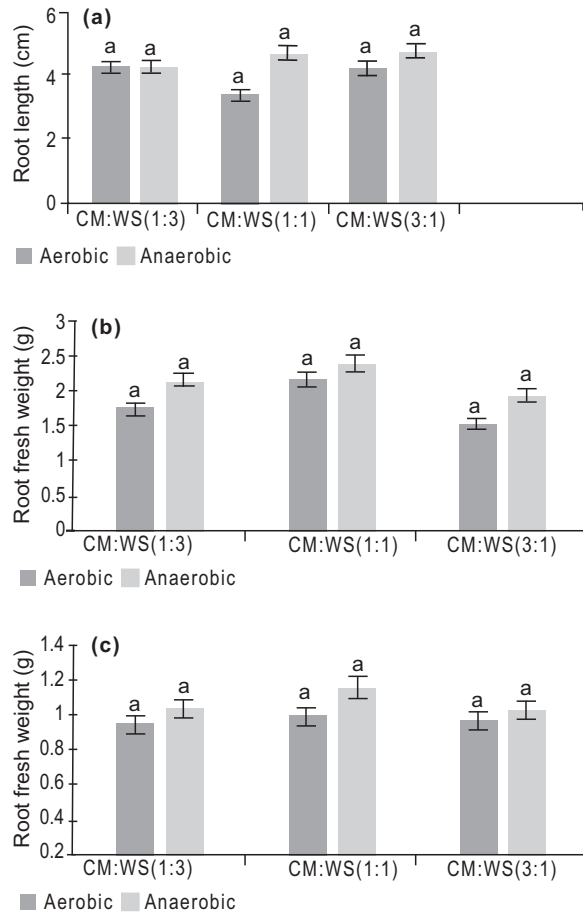 (a)
6
4
2
0
Root length (cm)
a a a a a a
CM:WS(1:3) CM:WS(1:1) CM:WS(3:1)
Aerobic Anaerobic
(b)
3
2.5
2
1.5
1
0.5
0
Root fresh weight (g)
a a a a a a
CM:WS(1:3) CM:WS(1:1) CM:WS(3:1)
Aerobic Anaerobic
(c)
1.4
1.2
1
0.8
0.6
0.4
0.2
Root fresh weight (g)
a a a a a a
CM:WS(1:3) CM:WS(1:1) CM:WS(3:1)
Aerobic Anaerobic